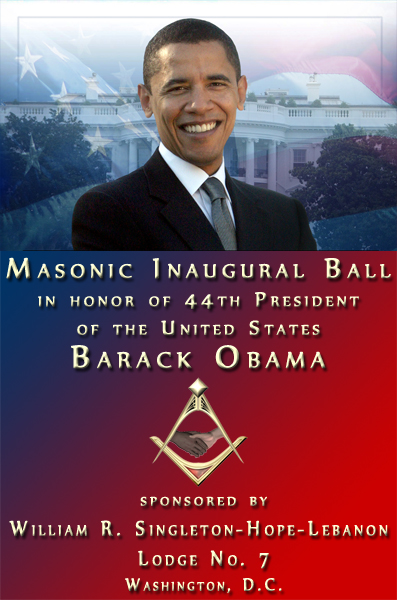 Masonic Inaugural Ball
in honor of 44th President
of the United States
Barack Obama
sponsored by
William R. Singleton-Hope-Lebanon
Lodge No. 7
Washington, D.C.